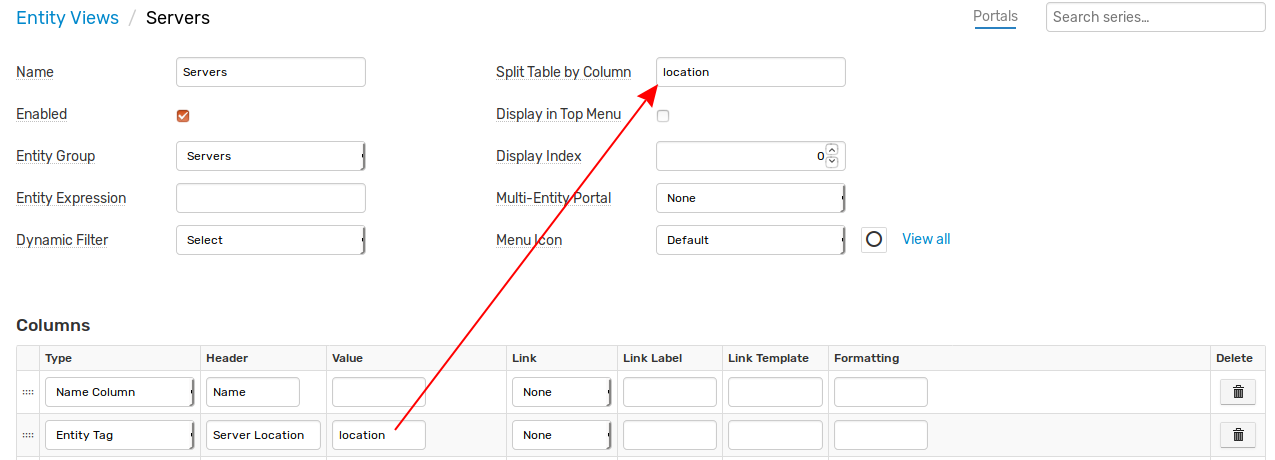 Entity Views / Servers
Portals
Search series...
Name
Servers
Split Table by Column
location
Enabled
Display in Top Menu
Entity Group
Servers
Display Index
0
Entity Expression
Multi-Entity Portal
None
Dynamic Filter
Select
Menu Icon
Default
View all
Columns
Type Header Value Link Link Label Link Template Formatting Delete
Name Column Name None
Entity Tag Server Location location None